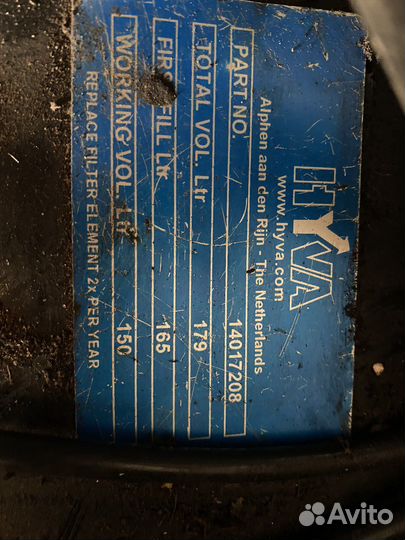 HYVA
www.hyva.com
Alphen aan den Rijn - The Netherlands
PART NO. 14017208
TOTAL VOL. Ltr 179
FIRST FILL Ltr 165
WORKING VOL. Ltr 150
REPLACE FILTER ELEMENT 2x PER YEAR
Avito